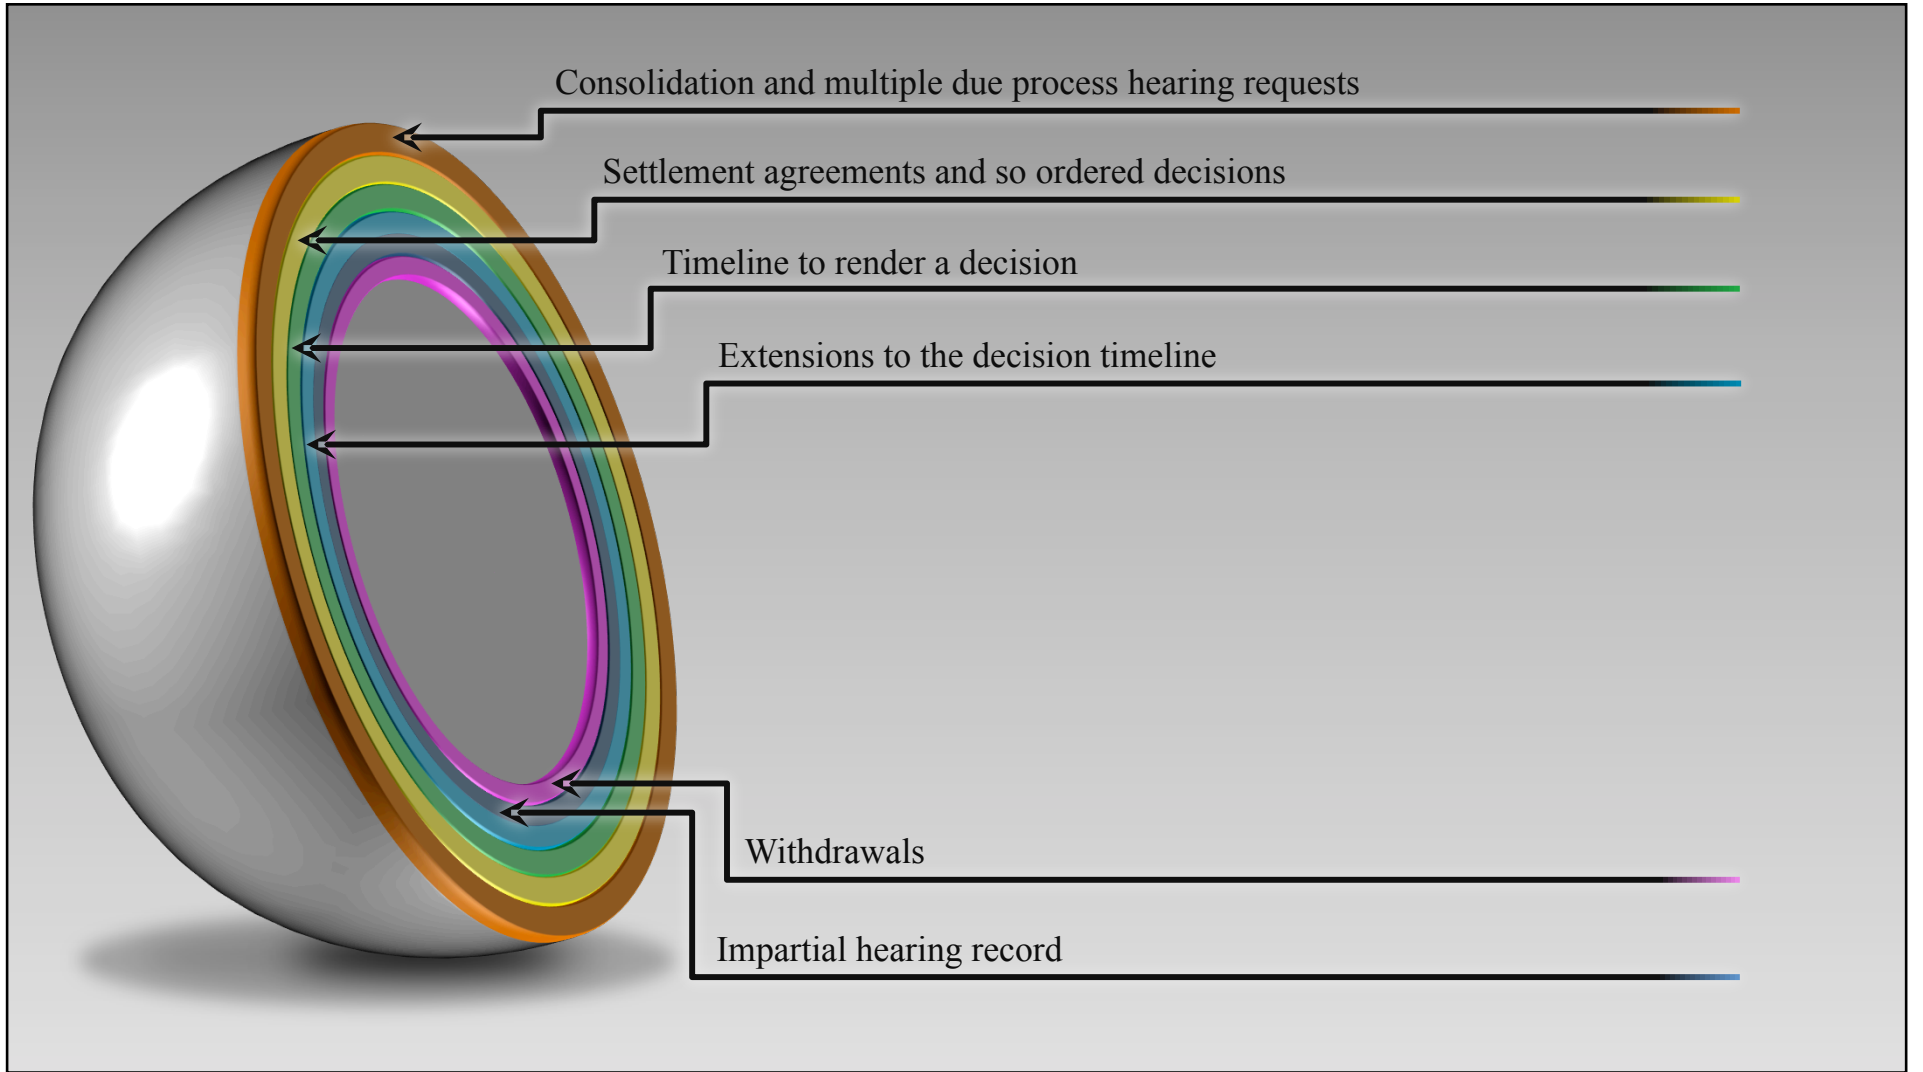 Consolidation and multiple due process hearing requests
Settlement agreements and so ordered decisions
Timeline to render a decision
Extensions to the decision timeline
Withdrawals
Impartial hearing record